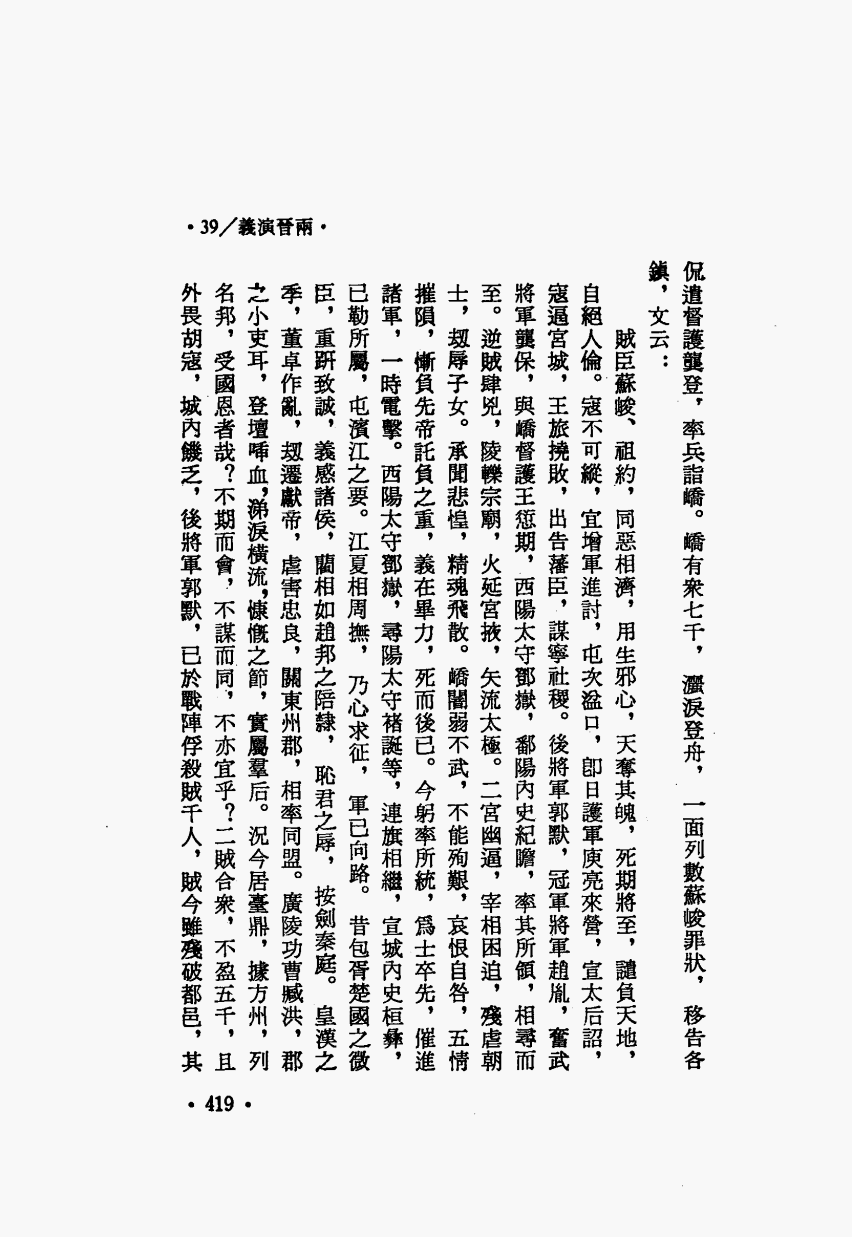 •39／義演晉兩•
侃遣督護龔登，率兵詣嶠。嶠有衆七千，灑淚登舟，一面列數蘇峻罪狀，移告各
鎮，文云：
賊臣蘇峻、祖約，同惡相濟，用生邪心，天奪其魄，死期將至，譴負天地，
自絕人倫。寇不可縱，宜增軍進討，屯次湓口，卽日護軍庾亮來營，宣太后詔，
寇逼宮城，王旅撓敗，出告藩臣，謀寧社稷。後將軍郭默，冠軍將軍趙胤，奮武
將軍龔保，與嶠督護王愆期，西陽太守鄧嶽，鄱陽內史紀瞻，率其所領，相尋而
至。逆賊肆兇，陵轢宗廟，火延宮掖，矢流太極。二宮幽逼，宰相困迫，殘虐朝
士，刼辱子女。承聞悲惶，精魂飛散。嶠闇弱不武，不能殉艱，哀恨自咎，五情
摧隕，慚負先帝託負之重，義在畢力，死而後已。今躬率所統，爲士卒先，催進
諸軍，一時電擊。西陽太守鄧嶽，尋陽太守褚誕等，連旗相繼，宣城內史桓彝，
已勒所屬，屯濱江之要。江夏相周撫，乃心求征，軍已向路。昔包胥楚國之微
臣，重趼致誠，義感諸侯，藺相如趙邦之陪隸，恥君之辱，按劍秦庭。皇漢之
季，董卓作亂，刼遷獻帝，虐害忠良，關東州郡，相率同盟。廣陵功曹臧洪，郡
之小吏耳，登壇唾血，涕淚橫流，慷慨之節，實屬羣后。況今居臺鼎，據方州，列
名邦，受國恩者哉？不期而會，不謀而同，不亦宜乎？二賊合衆，不盈五千，且
外畏胡寇，城內饑乏，後將軍郭默，已於戰陣俘殺賊千人，賊今雖殘破都邑，其
•419•